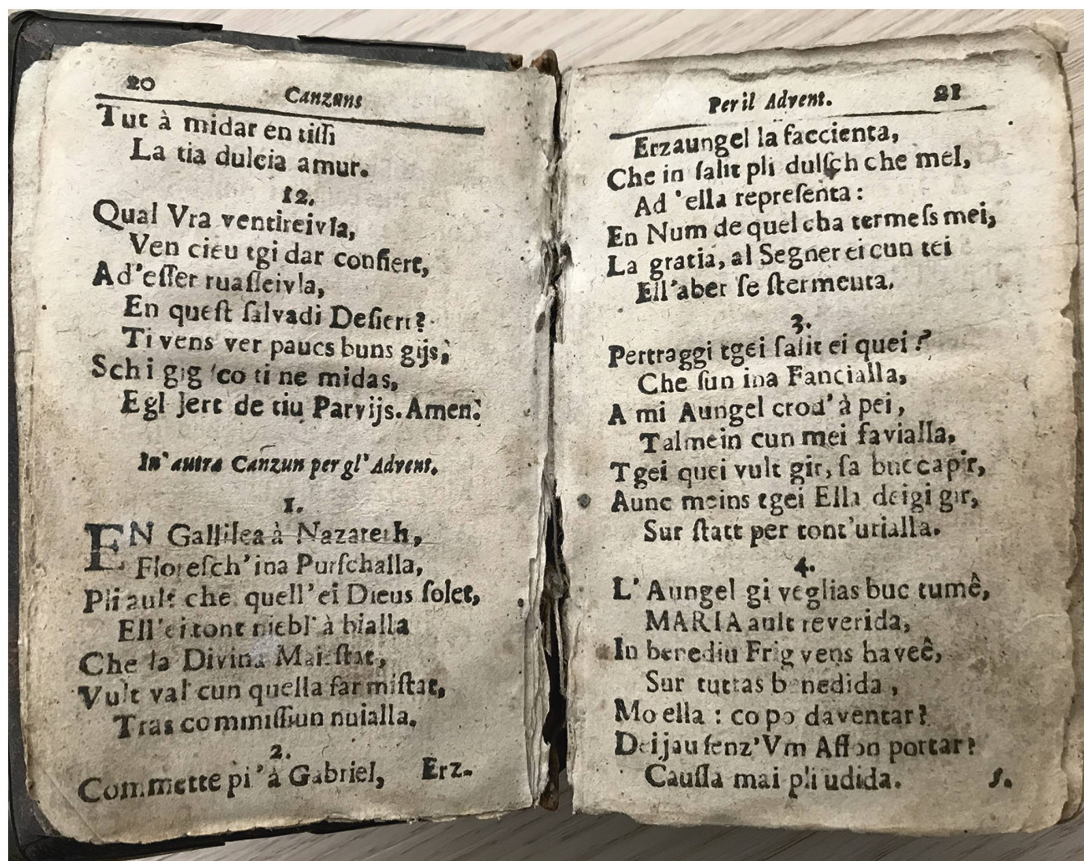 20
Canzuns
Tut à midar en tissi
La tia dulcia amur.
12.
Qual Vra ventireivla,
Ven cieu tgi dar confiert,
Ad'esser ruasseivla,
En quest salvadi Desiert?
Ti vens ver paucs buns gijs,
Schi gig 'co ti ne midas,
Egl Jert de tiu Parvijs. Amen.
In'autra Canzun per gl'Advent.
1.
EN Gallilea à Nazareth,
Floresch'ina Purschalla,
Pli ault che quell'ei Dieus solet,
Ell'ei tont niebl'à bialla
Che la Divina Maiestat,
Vult val cun quella far mistat,
Tras commissiun nuialla.
2.
Commette pi'à Gabriel,
Erz-
Per il Advent.
21
Erzaungel la faccienta,
Che in salit pli dulsch che mel,
Ad'ella representa:
En Num de quel cha termess mei,
La gratia, al Segner ei cun tei
Ell'aber se stermenta.
3.
Pertraggi tgei salit ei quei?
Che sun ina Fancialla,
A mi Aungel crod'à pei,
Talmein cun mei favialla,
Tgei quei vult gir, sa buc capir,
Aunc meins tgei Ella deigi gir,
Sur statt per tont'urialla.
4.
L'Aungel gi veglias buc tumê,
MARIA ault reverida,
In benediu Frig vens haveê,
Sur tuttas benedida,
Mo ella: co po daventar?
Deijau senz'Vm Affon portar?
Caussa mai pli udida.
5.